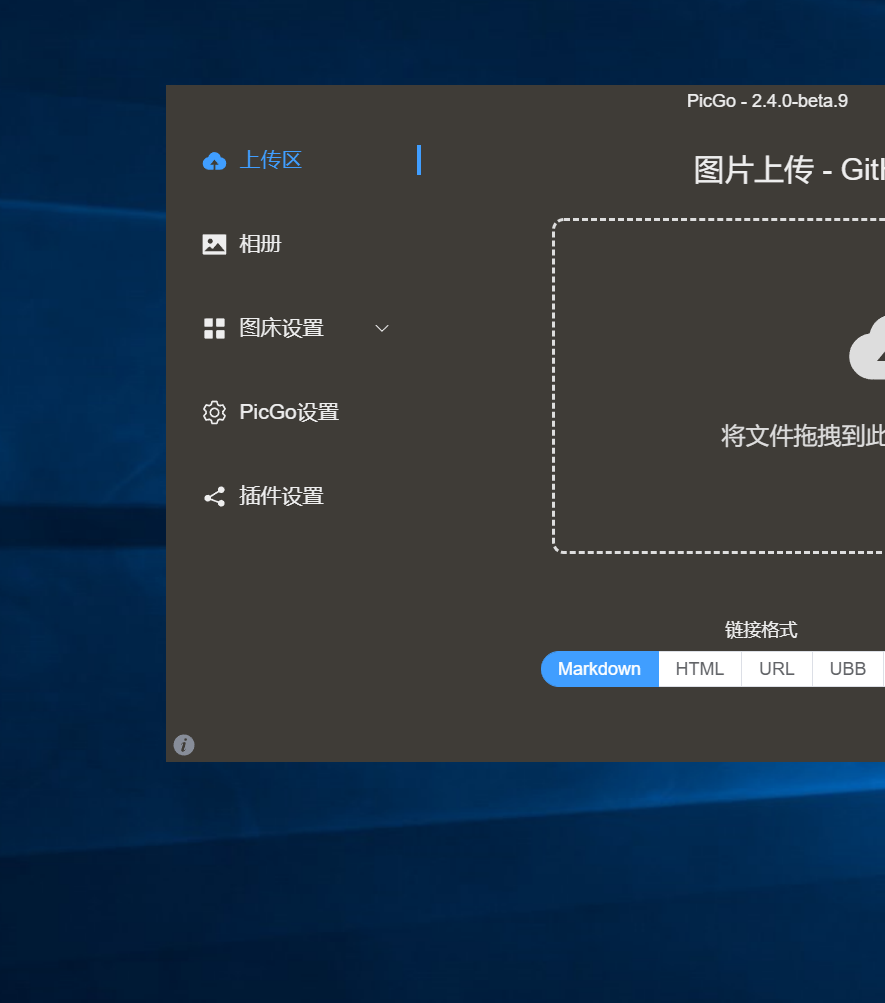 PicGo - 2.4.0-beta.9
上传区
图片上传 - Git
相册
图床设置
PicGo设置
将文件拖拽到此
插件设置
链接格式
Markdown HTML URL UBB
i